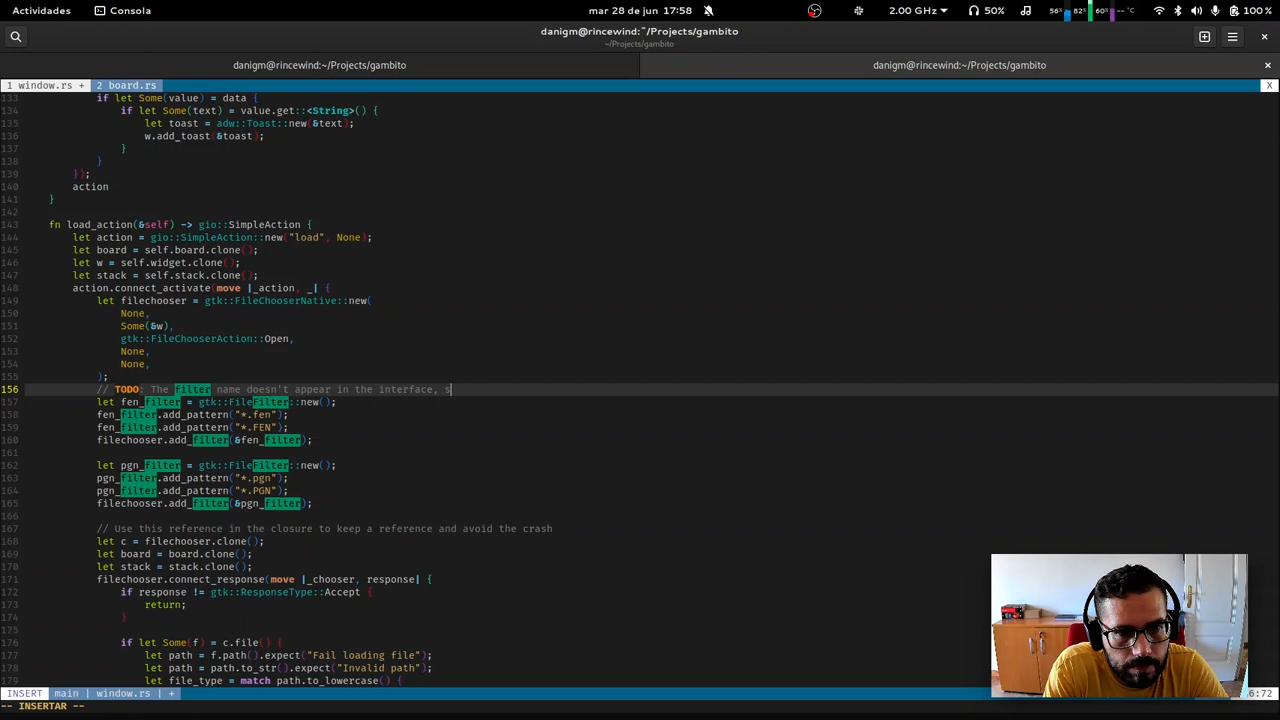 Actividades Consola mar 28 de jun 17:58 2.00 GHz 50% 56% 82% 60% -- °C 100 %
danigm@rincewind:~/Projects/gambito
~/Projects/gambito
danigm@rincewind:~/Projects/gambito danigm@rincewind:~/Projects/gambito
1 window.rs + 2 board.rs X
133 if let Some(value) = data {
134 if let Some(text) = value.get::<String>() {
135 let toast = adw::Toast::new(&text);
136 w.add_toast(&toast);
137 }
138 }
139 });
140 action
141 }
142
143 fn load_action(&self) -> gio::SimpleAction {
144 let action = gio::SimpleAction::new("load", None);
145 let board = self.board.clone();
146 let w = self.widget.clone();
147 let stack = self.stack.clone();
148 action.connect_activate(move |_action, _| {
149 let filechooser = gtk::FileChooserNative::new(
150 None,
151 Some(&w),
152 gtk::FileChooserAction::Open,
153 None,
154 None,
155 );
156 // TODO: The filter name doesn't appear in the interface, s
157 let fen_filter = gtk::FileFilter::new();
158 fen_filter.add_pattern("*.fen");
159 fen_filter.add_pattern("*.FEN");
160 filechooser.add_filter(&fen_filter);
161
162 let pgn_filter = gtk::FileFilter::new();
163 pgn_filter.add_pattern("*.pgn");
164 pgn_filter.add_pattern("*.PGN");
165 filechooser.add_filter(&pgn_filter);
166
167 // Use this reference in the closure to keep a reference and avoid the crash
168 let c = filechooser.clone();
169 let board = board.clone();
170 let stack = stack.clone();
171 filechooser.connect_response(move |_chooser, response| {
172 if response != gtk::ResponseType::Accept {
173 return;
174 }
175
176 if let Some(f) = c.file() {
177 let path = f.path().expect("Fail loading file");
178 let path = path.to_str().expect("Invalid path");
179 let file_type = match path.to_lowercase() {
INSERT main | window.rs | + 6:72
-- INSERTAR --